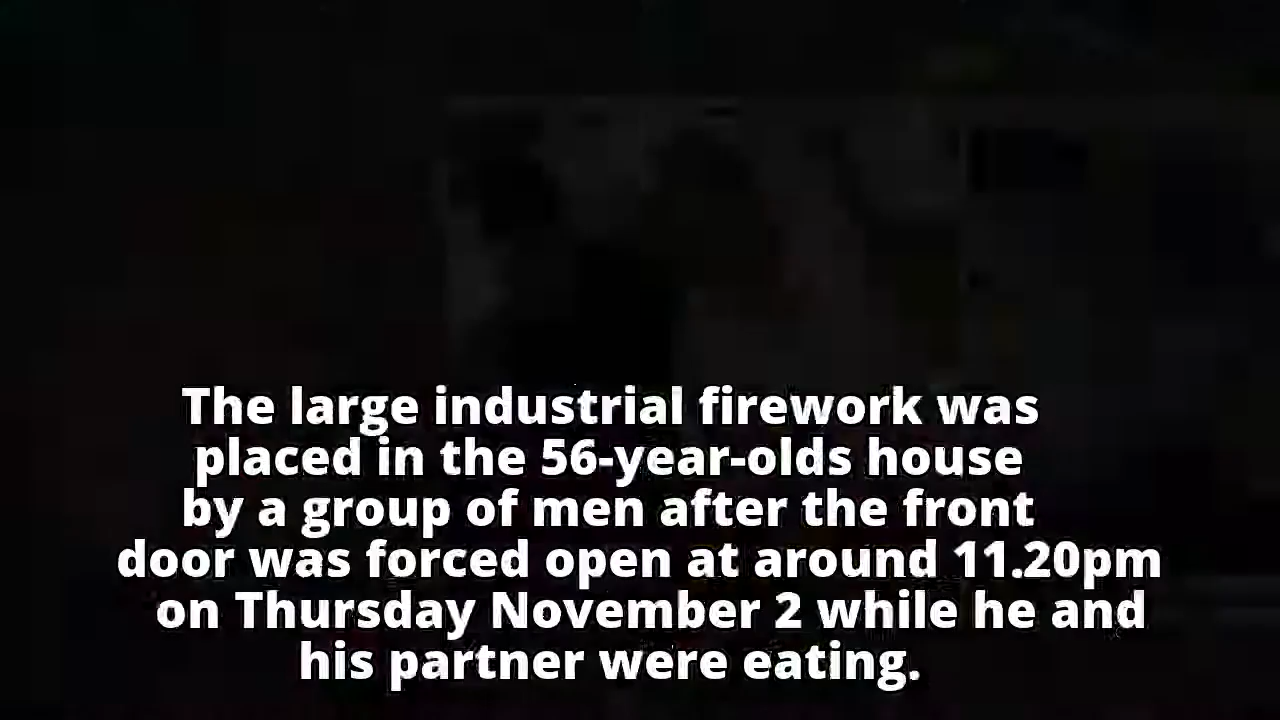 The large industrial firework was
placed in the 56-year-olds house
by a group of men after the front
door was forced open at around 11.20pm
on Thursday November 2 while he and
his partner were eating.